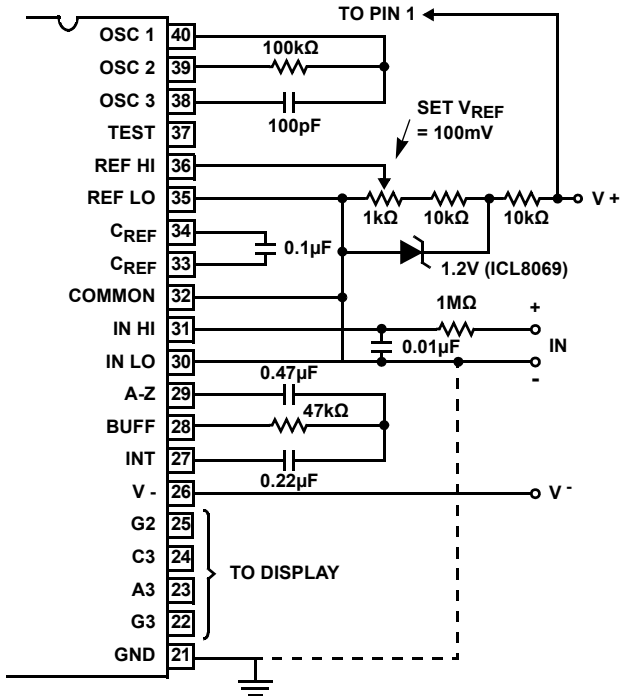 TO PIN 1
OSC 1 40
100kΩ
OSC 2 39
OSC 3 38
100pF
SET VREF
= 100mV
TEST 37
REF HI 36
REF LO 35
1kΩ
10kΩ
10kΩ
V +
CREF 34
0.1µF
CREF 33
1.2V (ICL8069)
COMMON 32
1MΩ
+
IN HI 31
0.01µF
IN
IN LO 30
-
0.47µF
A-Z 29
47kΩ
BUFF 28
INT 27
0.22µF
V - 26
V -
G2 25
C3 24
TO DISPLAY
A3 23
G3 22
GND 21